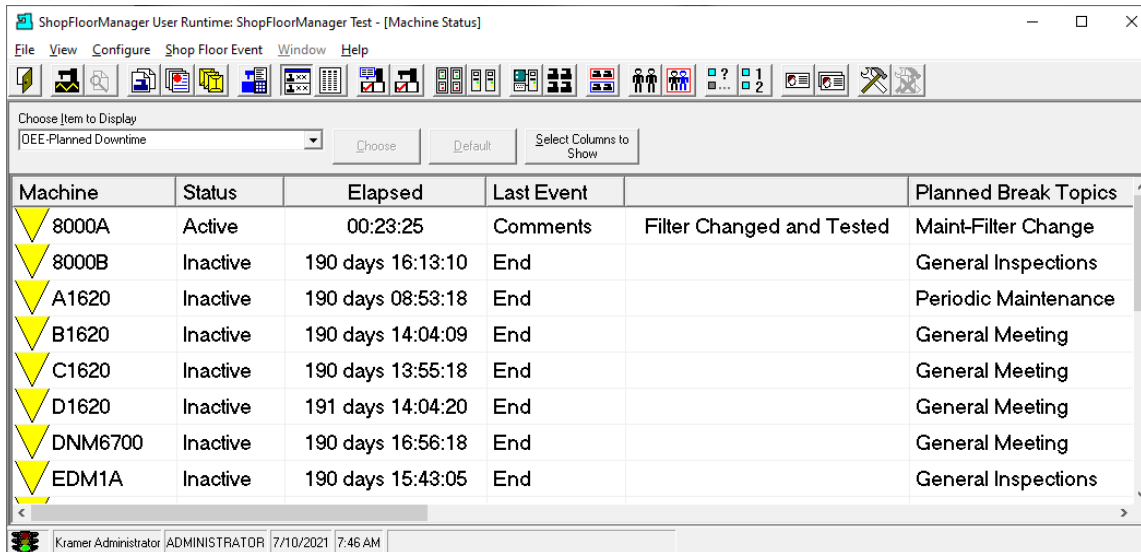 ShopFloorManager User Runtime: ShopFloorManager Test - [Machine Status]
File View Configure Shop Floor Event Window Help
Choose Item to Display
OEE-Planned Downtime
Choose
Default
Select Columns to
Show
Machine Status Elapsed Last Event Planned Break Topics
8000A Active 00:23:25 Comments Filter Changed and Tested Maint-Filter Change
8000B Inactive 190 days 16:13:10 End General Inspections
A1620 Inactive 190 days 08:53:18 End Periodic Maintenance
B1620 Inactive 190 days 14:04:09 End General Meeting
C1620 Inactive 190 days 13:55:18 End General Meeting
D1620 Inactive 191 days 14:04:20 End General Meeting
DNM6700 Inactive 190 days 16:56:18 End General Meeting
EDM1A Inactive 190 days 15:43:05 End General Inspections
Kramer Administrator ADMINISTRATOR 7/10/2021 7:46 AM